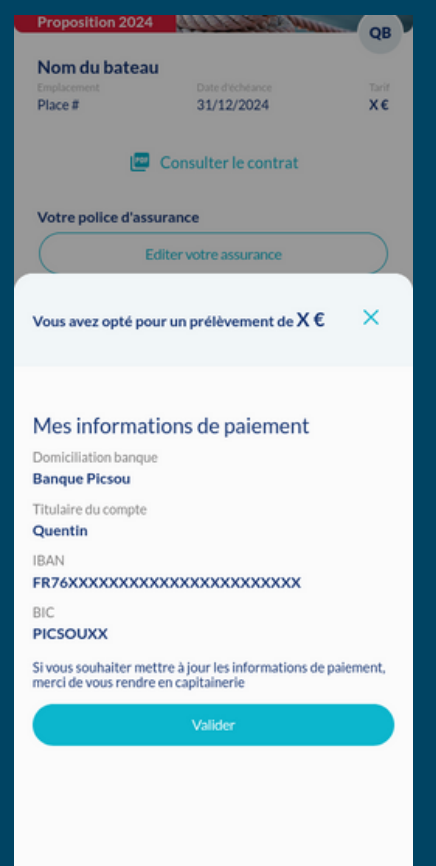 Proposition 2024
QB
Nom du bateau
Emplacement Date d'échéance Tarif
Place # 31/12/2024 X €
PDF Consulter le contrat
Votre police d'assurance
Editer votre assurance
Vous avez opté pour un prélèvement de X €
Mes informations de paiement
Domiciliation banque
Banque Picsou
Titulaire du compte
Quentin
IBAN
FR76XXXXXXXXXXXXXXXXXXXXXXX
BIC
PICSOUXX
Si vous souhaiter mettre à jour les informations de paiement,
merci de vous rendre en capitainerie
Valider